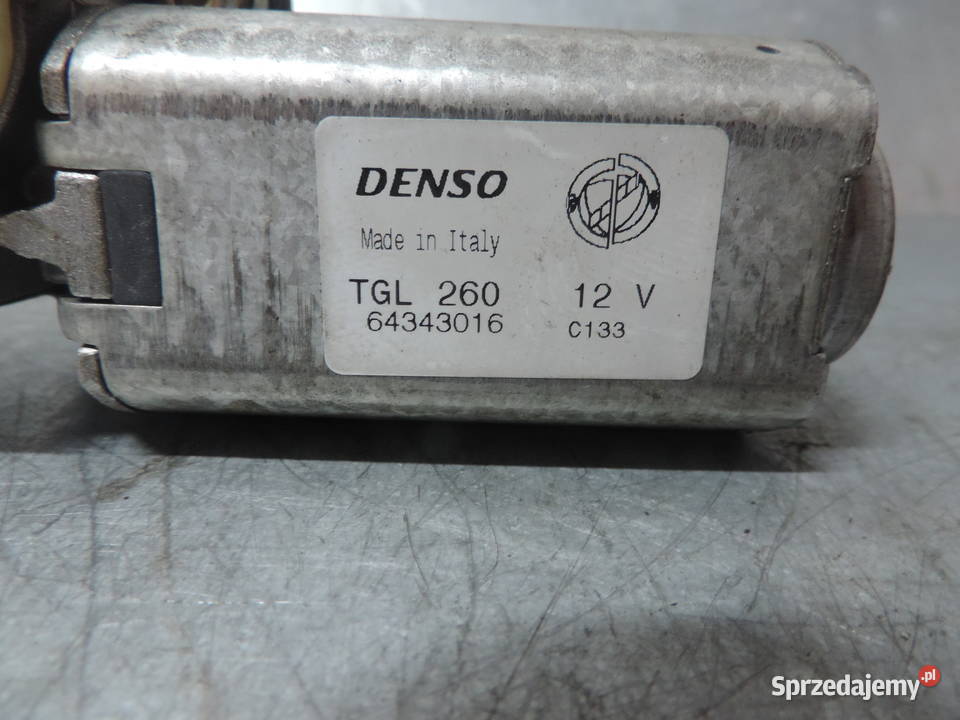 DENSO
Made in Italy
TGL 260 12 V
64343016 C133
Sprzedajemy.pl